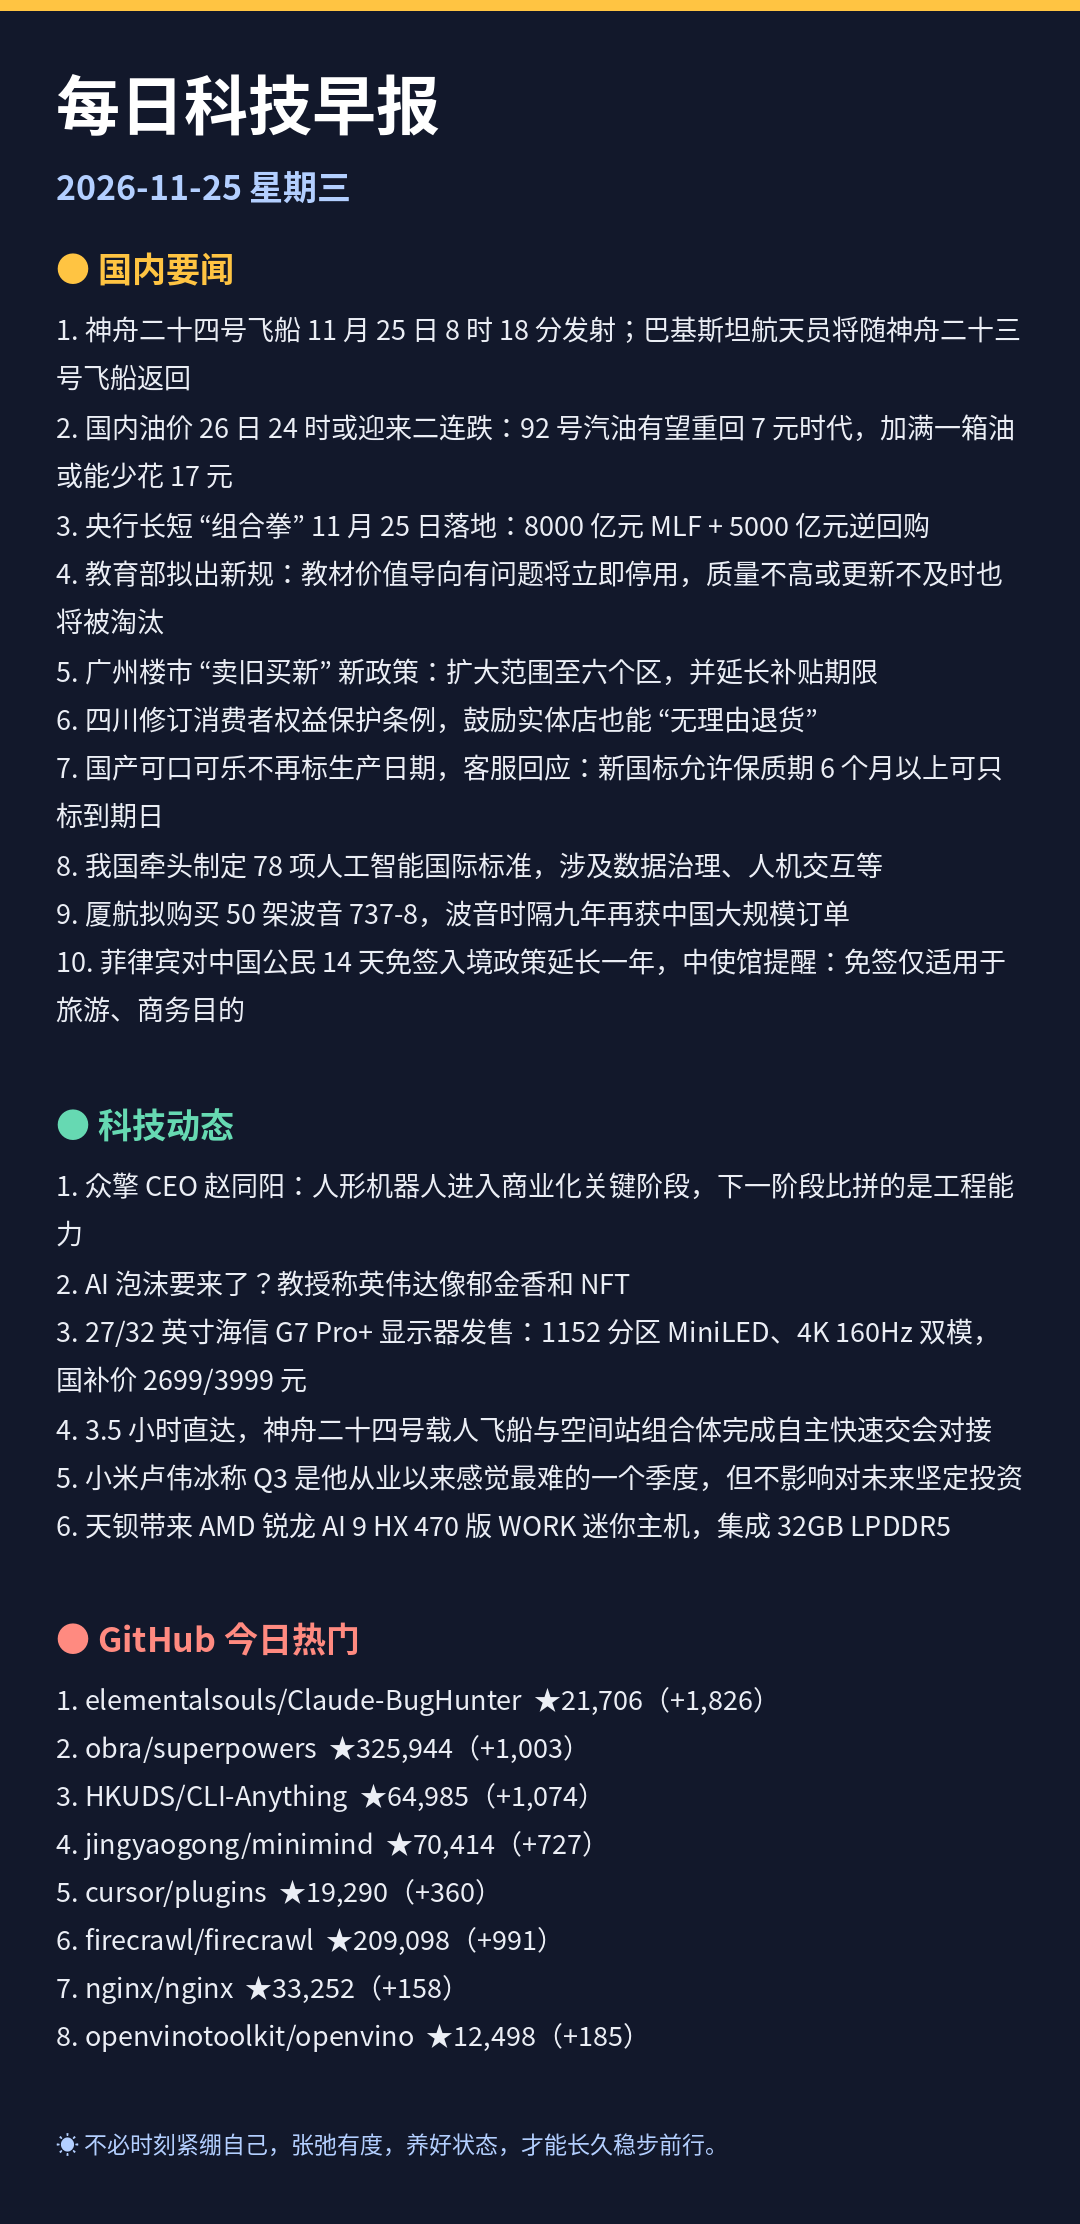 每日科技早报
2026-11-25 星期三
国内要闻
1. 神舟二十四号飞船 11 月 25 日 8 时 18 分发射；巴基斯坦航天员将随神舟二十三
号飞船返回
2. 国内油价 26 日 24 时或迎来二连跌：92 号汽油有望重回 7 元时代，加满一箱油
或能少花 17 元
3. 央行长短 “组合拳” 11 月 25 日落地：8000 亿元 MLF + 5000 亿元逆回购
4. 教育部拟出新规：教材价值导向有问题将立即停用，质量不高或更新不及时也
将被淘汰
5. 广州楼市 “卖旧买新” 新政策：扩大范围至六个区，并延长补贴期限
6. 四川修订消费者权益保护条例，鼓励实体店也能 “无理由退货”
7. 国产可口可乐不再标生产日期，客服回应：新国标允许保质期 6 个月以上可只
标到期日
8. 我国牵头制定 78 项人工智能国际标准，涉及数据治理、人机交互等
9. 厦航拟购买 50 架波音 737-8，波音时隔九年再获中国大规模订单
10. 菲律宾对中国公民 14 天免签入境政策延长一年，中使馆提醒：免签仅适用于
旅游、商务目的
科技动态
1. 众擎 CEO 赵同阳：人形机器人进入商业化关键阶段，下一阶段比拼的是工程能
力
2. AI 泡沫要来了？教授称英伟达像郁金香和 NFT
3. 27/32 英寸海信 G7 Pro+ 显示器发售：1152 分区 MiniLED、4K 160Hz 双模，
国补价 2699/3999 元
4. 3.5 小时直达，神舟二十四号载人飞船与空间站组合体完成自主快速交会对接
5. 小米卢伟冰称 Q3 是他从业以来感觉最难的一个季度，但不影响对未来坚定投资
6. 天钡带来 AMD 锐龙 AI 9 HX 470 版 WORK 迷你主机，集成 32GB LPDDR5
GitHub 今日热门
1. elementalsouls/Claude-BugHunter ★21,706（+1,826）
2. obra/superpowers ★325,944（+1,003）
3. HKUDS/CLI-Anything ★64,985（+1,074）
4. jingyaogong/minimind ★70,414（+727）
5. cursor/plugins ★19,290（+360）
6. firecrawl/firecrawl ★209,098（+991）
7. nginx/nginx ★33,252（+158）
8. openvinotoolkit/openvino ★12,498（+185）
☀ 不必时刻紧绷自己，张弛有度，养好状态，才能长久稳步前行。